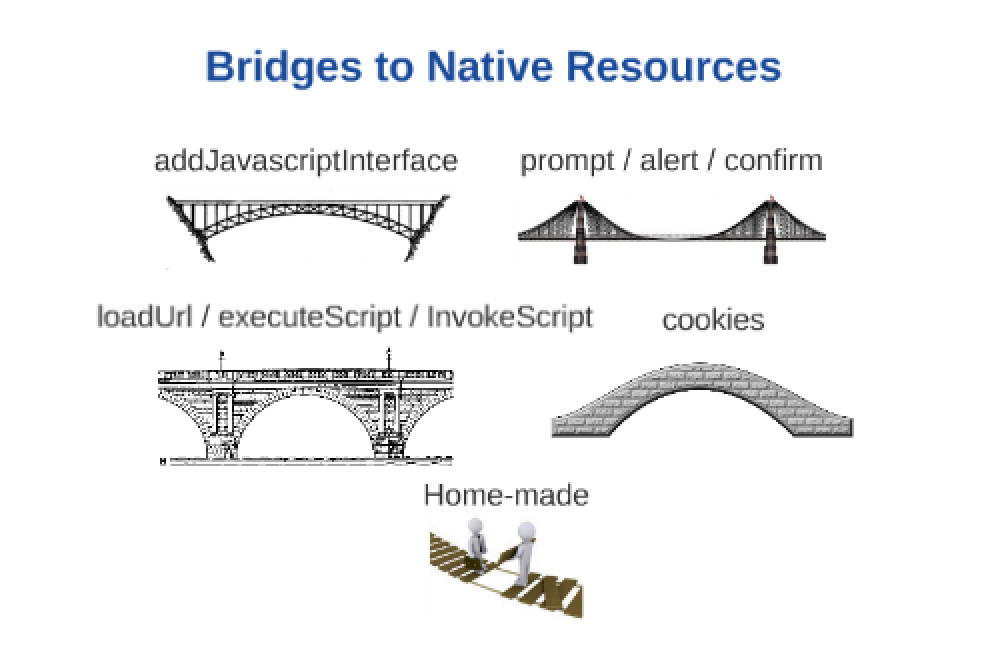 Bridges to Native Resources
addJavascriptInterface
prompt / alert / confirm
loadUrl / executeScript / InvokeScript
cookies
Home-made